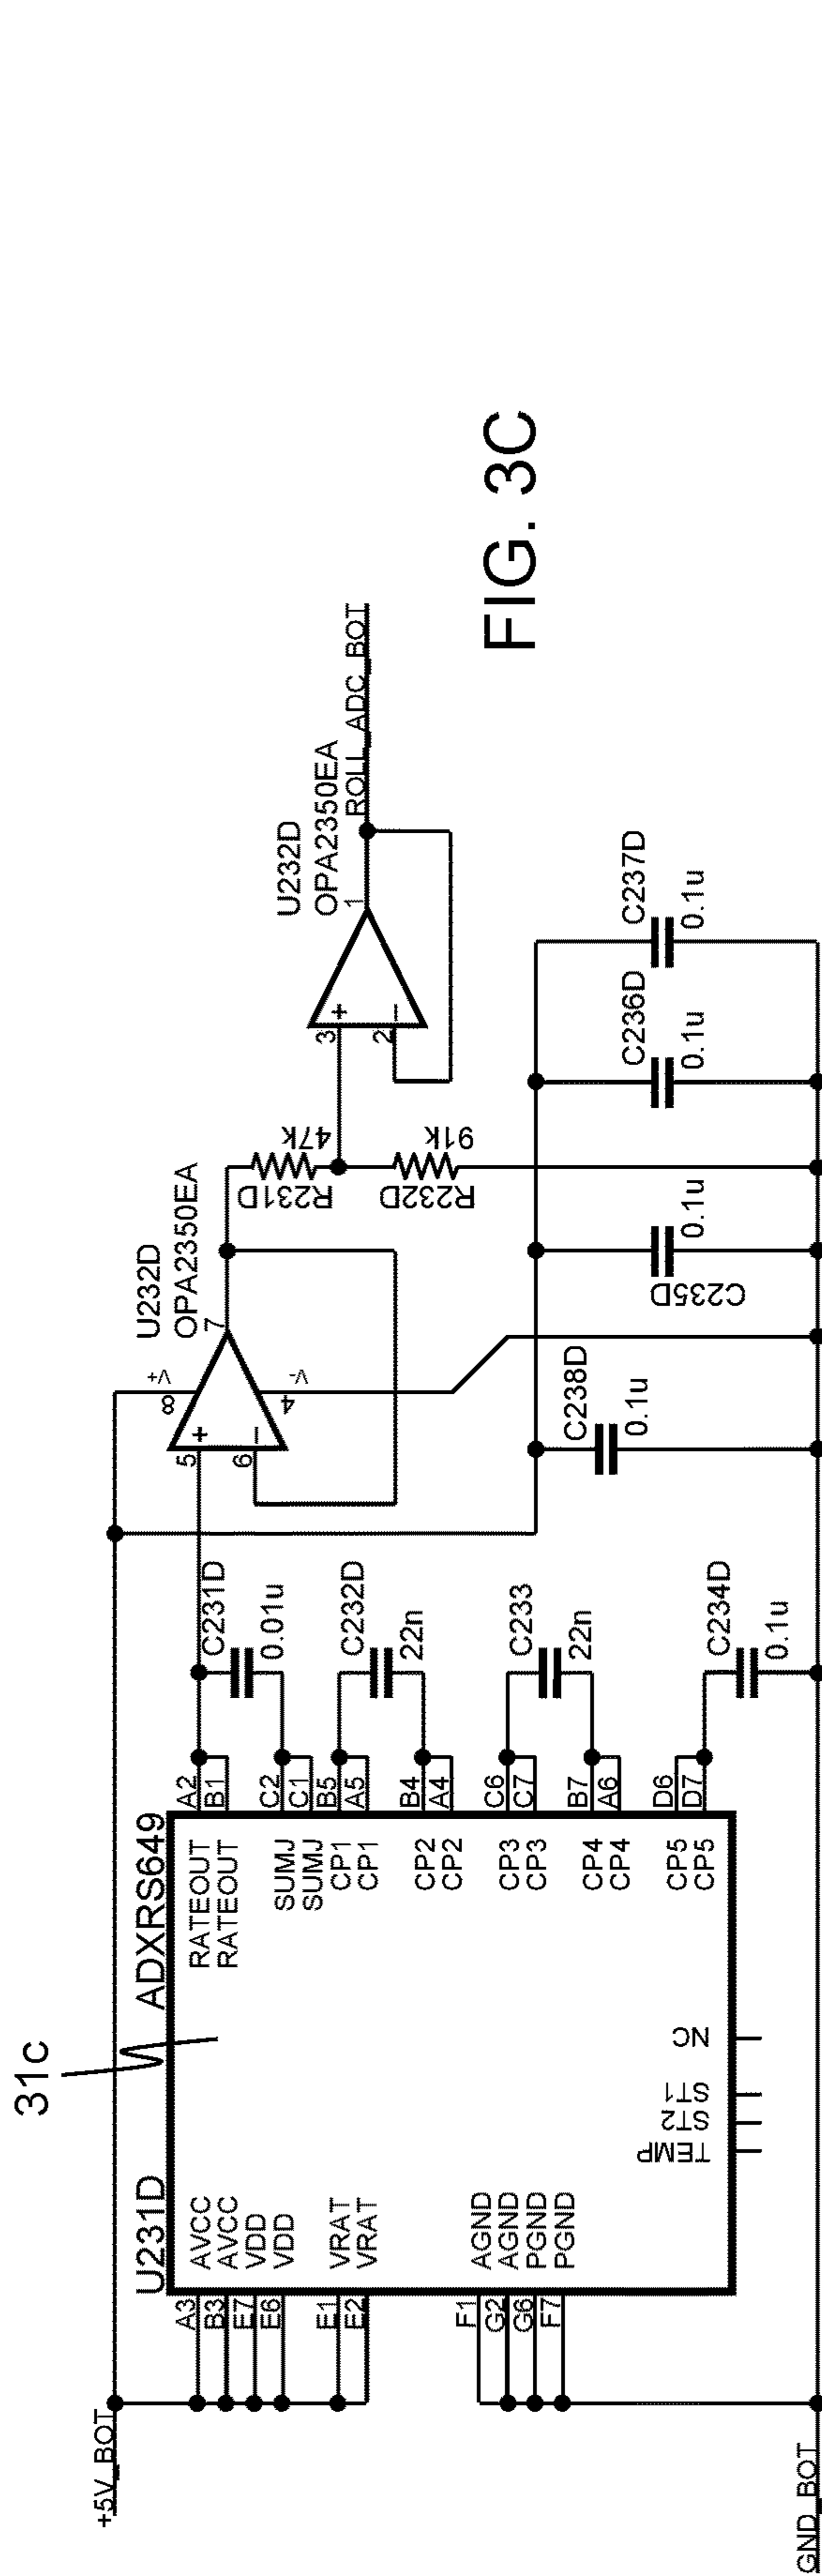 31c
U231D
ADXRS649
+5V_BOT
GND_BOT
A3
AVCC
B3
AVCC
E7
VDD
E6
VDD
E1
VRAT
E2
VRAT
F1
AGND
G2
AGND
G6
PGND
F7
PGND
TEMP
ST2
ST1
NC
RATEOUT
A2
RATEOUT
B1
SUMJ
C2
SUMJ
C1
CP1
B5
CP1
A5
CP2
B4
CP2
A4
CP3
C6
CP3
C7
CP4
B7
CP4
A6
CP5
D6
CP5
D7
C231D
0.01u
C232D
22n
C233
22n
C234D
0.1u
U232D
OPA2350EA
5
+
6
−
8
V+
4
V-
7
R231D
47k
R232D
91k
U232D
OPA2350EA
3
+
2
−
1
ROLL_ADC_BOT
C238D
0.1u
C235D
0.1u
C236D
0.1u
C237D
0.1u
FIG. 3C